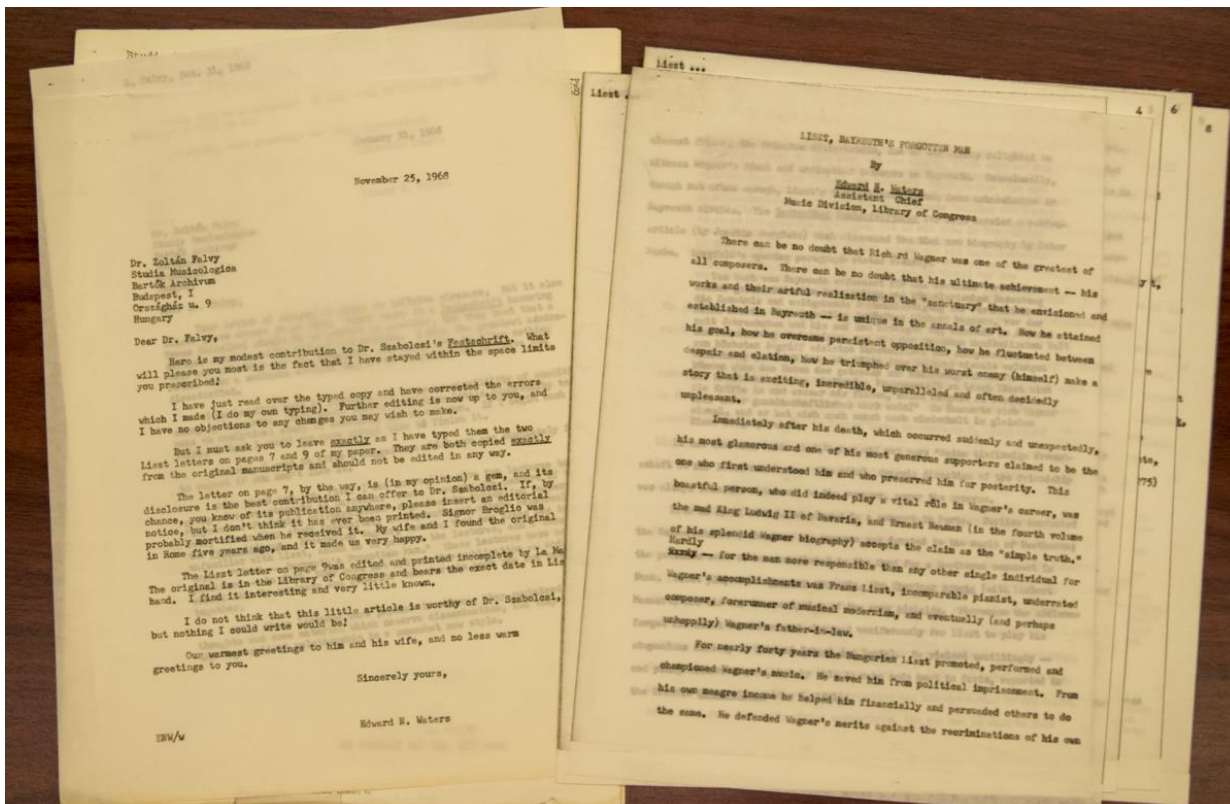 November 25, 1968
Dr. Zoltán Falvy
Studia Musicologica
Bartók Archivum
Budapest, I
Országház u. 9
Hungary
Dear Dr. Falvy,
Here is my modest contribution to Dr. Szabolcsi's Festschrift. What
will please you most is the fact that I have stayed within the space limits
you prescribed!
I have just read over the typed copy and have corrected the errors
which I made (I do my own typing). Further editing is now up to you, and
I have no objections to any changes you may wish to make.
But I must ask you to leave exactly as I have typed them the two
Liszt letters on pages 7 and 9 of my paper. They are both copied exactly
from the original manuscripts and should not be edited in any way.
The letter on page 7, by the way, is (in my opinion) a gem, and its
disclosure is the best contribution I can offer to Dr. Szabolcsi. If, by
chance, you know of its publication anywhere, please insert an editorial
notice, but I don't think it has ever been printed. Signor Broglio was
probably mortified when he received it. My wife and I found the original
in Rome five years ago, and it made us very happy.
The Liszt letter on page 9was edited and printed incomplete by La
The original is in the Library of Congress and bears the exact date in
hand. I find it interesting and very little known.
I do not think that this little article is worthy of Dr. Szabolcsi,
but nothing I could write would be!
Our warmest greetings to him and his wife, and no less warm
greetings to you.
Sincerely yours,
Edward N. Waters
ENW/w
Liszt ...
Liszt
4 5 6
8
LISZT, BAYREUTH'S FORGOTTEN MAN
By
Edward N. Waters
Assistant Chief
Music Division, Library of Congress
There can be no doubt that Rich rd Wagner was one of the greatest of
all composers. There can be no doubt that his ultimate achievement -- his
works and their artful realization in the "sanctuary" that he envisioned and
established in Bayreuth -- is unique in the annals of art. How he attained
his goal, how he overcame persistent opposition, how he fluctuated between
despair and elation, how he triumphed over his worst enemy (himself) make a
story that is exciting, incredible, unparalleled and often decidedly
unpleasant.
Immediately after his death, which occurred suddenly and unexpectedly,
his most glamorous and one of his most generous supporters claimed to be the
one who first understood him and who preserved him for posterity. This
boastful person, who did indeed play a vital rôle in Wagner's career, was
the mad King Ludwig II of Bavaria, and Ernest Newman (in the fourth volume
of his splendid Wagner biography) accepts the claim as the "simple truth."
Hardly
-- for the man more responsible than any other single individual for
Wagner's accomplishments was Franz Liszt, incomparable pianist, underrated
composer, forerunner of musical modernism, and eventually (and perhaps
unhappily) Wagner's father-in-law.
For nearly forty years the Hungarian Liszt promoted, performed and
championed Wagner's music. He saved him from political imprisonment. From
his own meagre income he helped him financially and persuaded others to do
the same. He defended Wagner's merits against the recriminations of his own